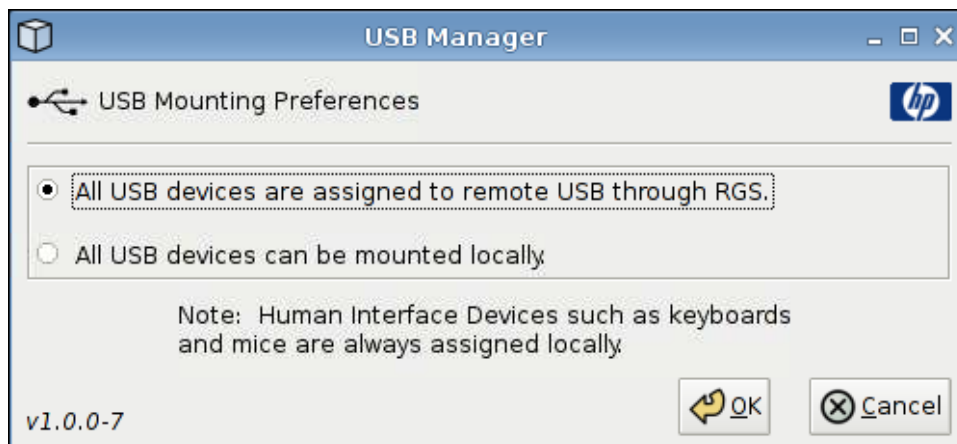 USB Manager
USB Mounting Preferences
hp
All USB devices are assigned to remote USB through RGS.
All USB devices can be mounted locally.
Note: Human Interface Devices such as keyboards
and mice are always assigned locally.
v1.0.0-7
OK
Cancel